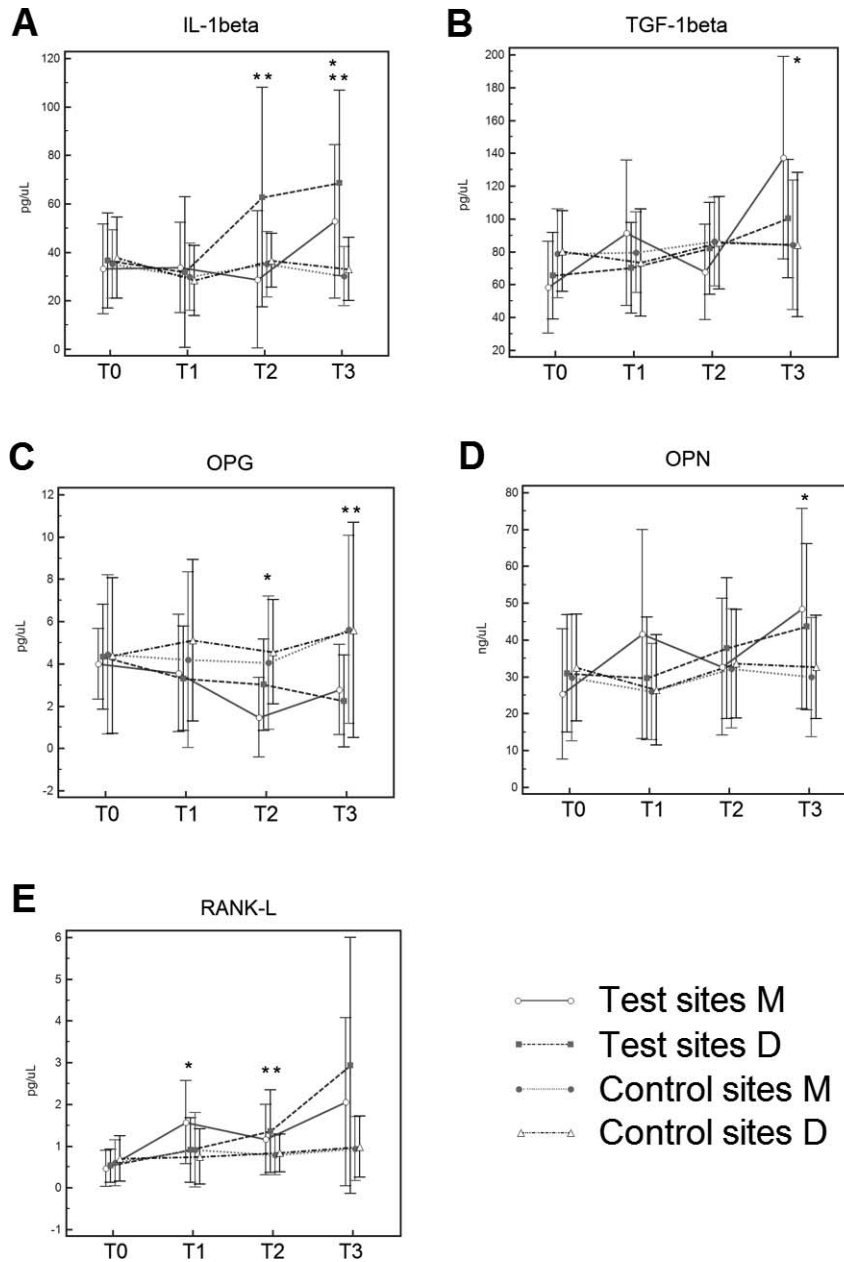 A
IL-1beta
120
100
80
60
40
20
0
pg/uL
* *
*
* *
T0 T1 T2 T3
B
TGF-1beta
200
180
160
140
120
100
80
60
40
20
pg/uL
*
T0 T1 T2 T3
C
OPG
12
10
8
6
4
2
0
-2
pg/uL
*
* *
T0 T1 T2 T3
D
OPN
80
70
60
50
40
30
20
10
0
ng/uL
*
T0 T1 T2 T3
E
RANK-L
6
5
4
3
2
1
0
-1
pg/uL
*
* *
T0 T1 T2 T3
Test sites M
Test sites D
Control sites M
Control sites D